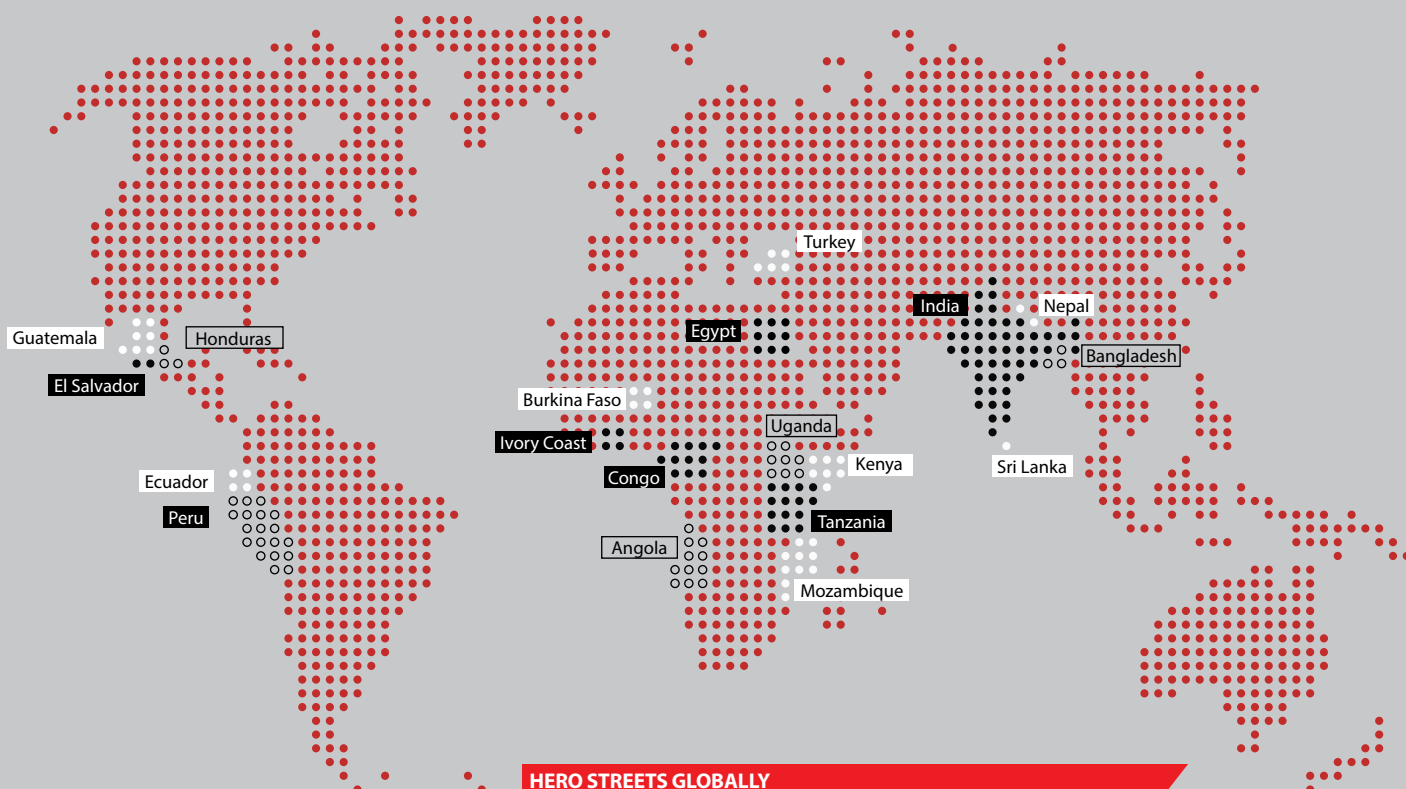 Turkey
India
Nepal
Guatemala
Honduras
Egypt
Bangladesh
El Salvador
Burkina Faso
Uganda
Ivory Coast
Kenya
Sri Lanka
Congo
Ecuador
Peru
Tanzania
Angola
Mozambique
HERO STREETS GLOBALLY